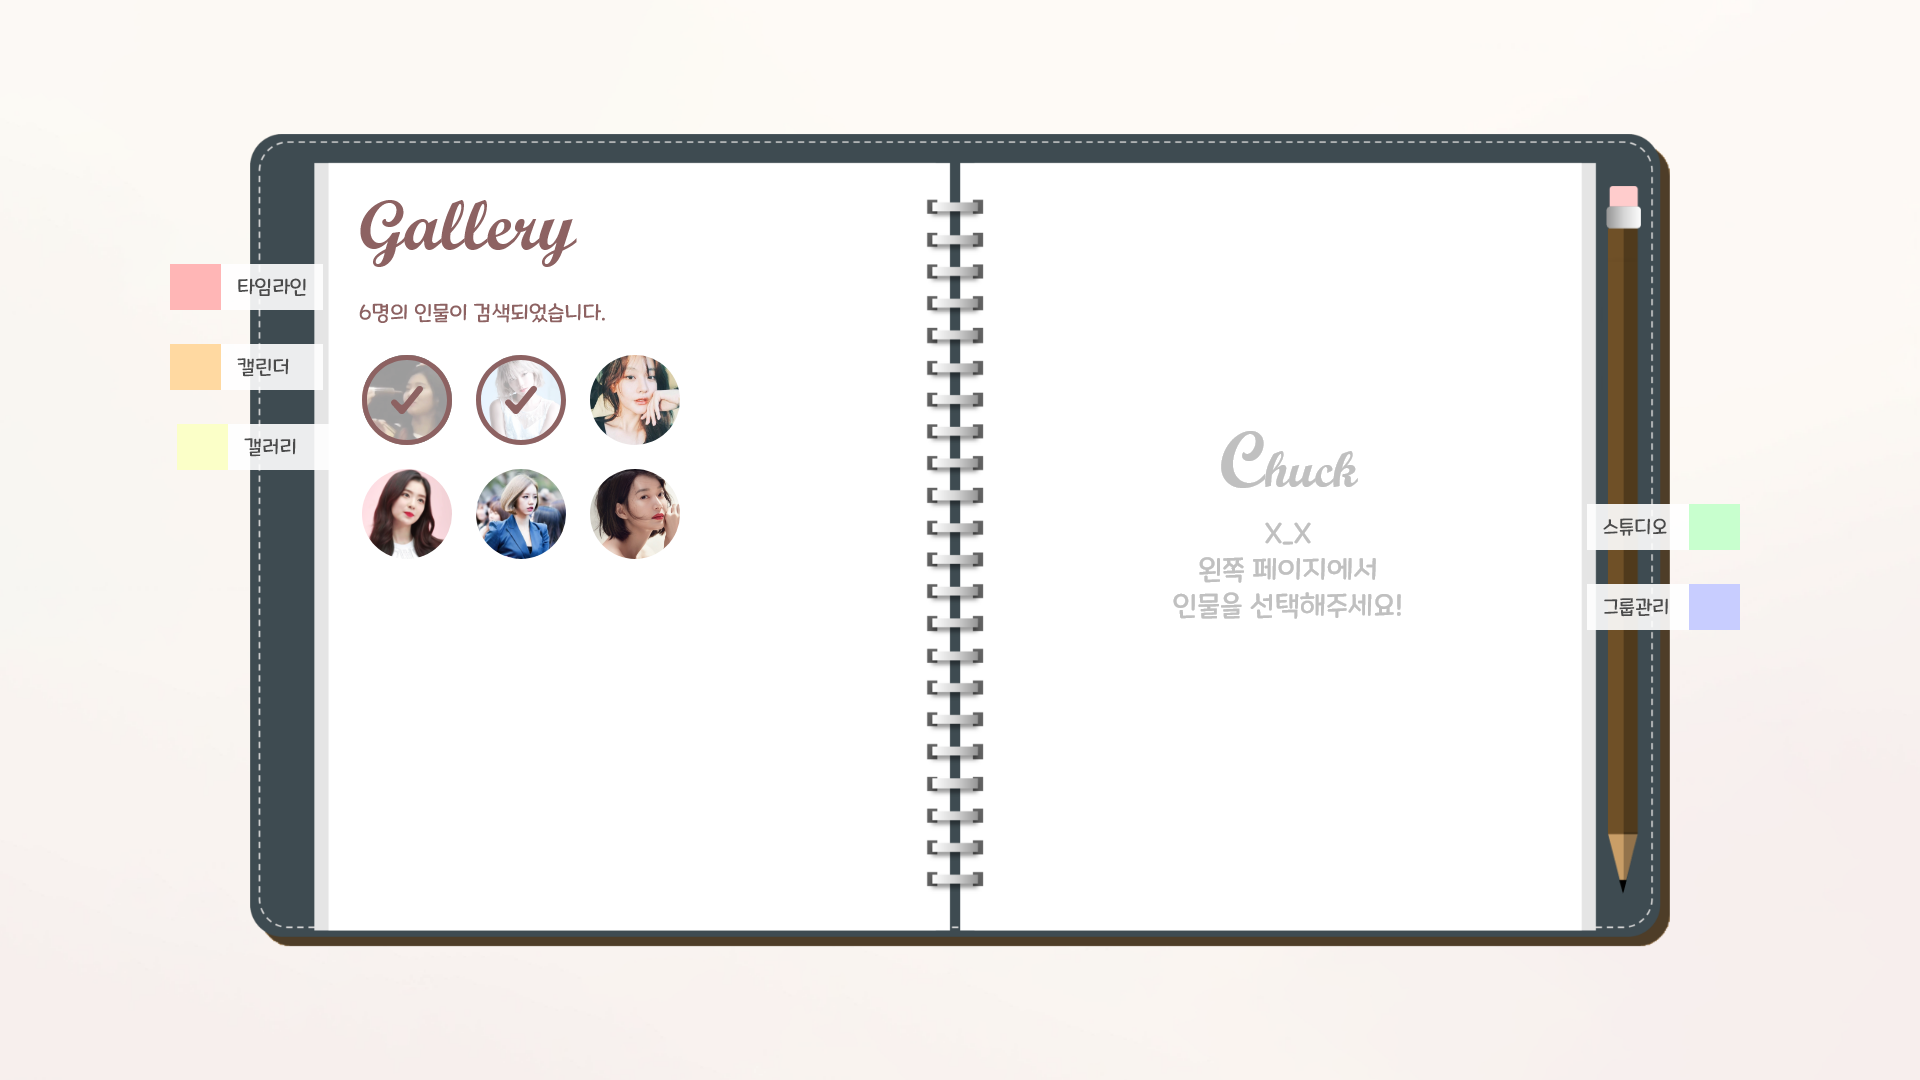 Gallery
6명의 인물이 검색되었습니다.
타임라인
캘린더
갤러리
Chuck
X_X
왼쪽 페이지에서
인물을 선택해주세요!
스튜디오
그룹관리